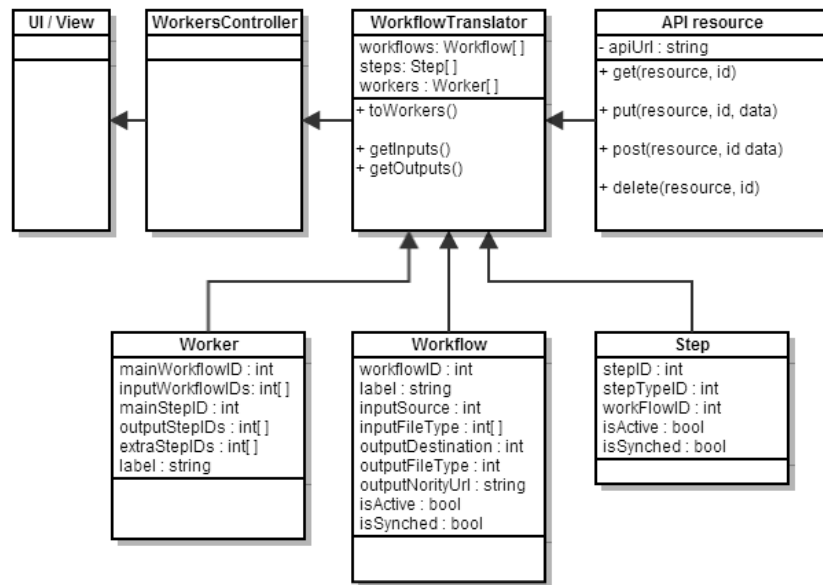 UI / View
WorkersController
WorkflowTranslator
workflows: Workflow[ ]
steps: Step[ ]
workers : Worker[ ]
+ toWorkers()
+ getInputs()
+ getOutputs()
API resource
- apiUrl : string
+ get(resource, id)
+ put(resource, id, data)
+ post(resource, id data)
+ delete(resource, id)
Worker
mainWorkflowID : int
inputWorkflowIDs: int[ ]
mainStepID : int
outputStepIDs : int[ ]
extraStepIDs : int[ ]
label : string
Workflow
workflowID : int
label : string
inputSource : int
inputFileType : int[ ]
outputDestination : int
outputFileType : int
outputNorityUrl : string
isActive : bool
isSynched : bool
Step
stepID : int
stepTypeID : int
workFlowID : int
isActive : bool
isSynched : bool